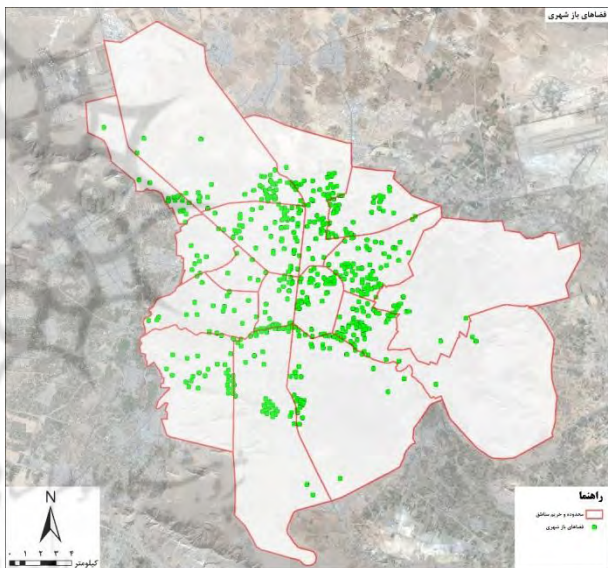 فضاهای باز شهری
راهنما
محدوده و حریم مناطق
فضاهای باز شهری
N
۰ ۱ ۲ ۳ ۴
کیلومتر